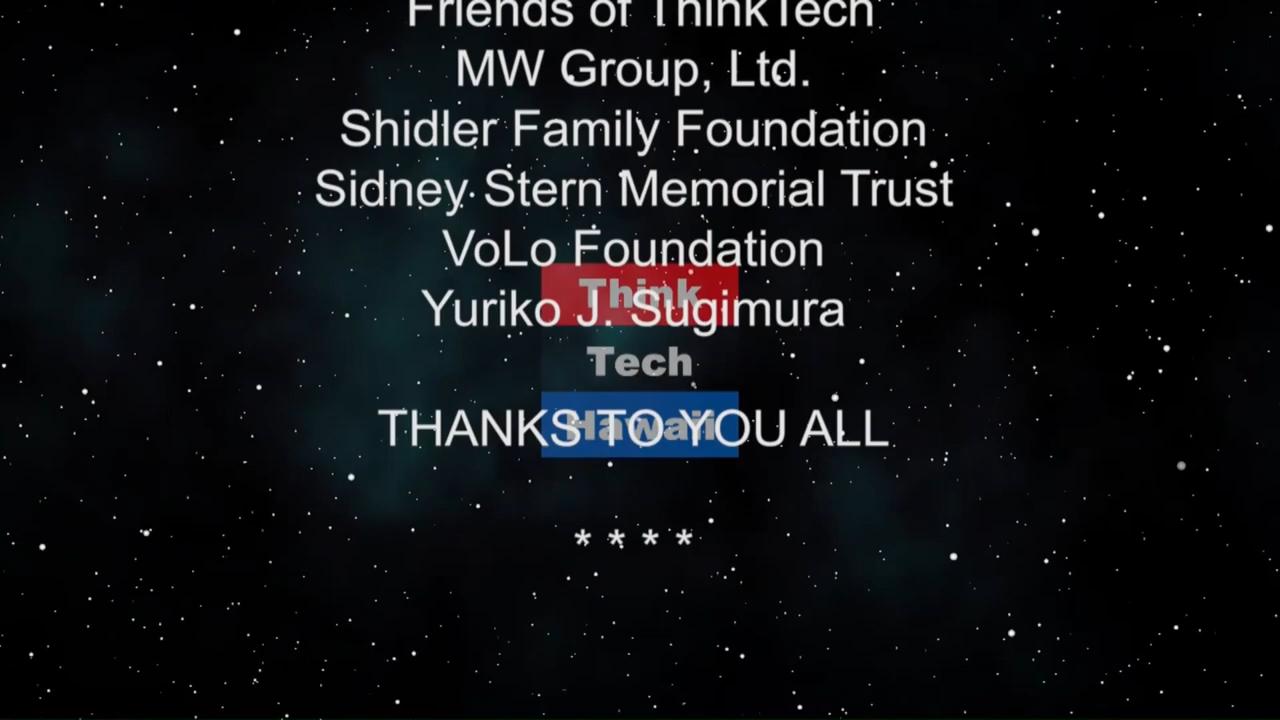 Friends of ThinkTech
MW Group, Ltd.
Shidler Family Foundation
Sidney Stern Memorial Trust
VoLo Foundation
Think
Yuriko J. Sugimura
Tech
Hawaii
THANKS TO YOU ALL
* * * *